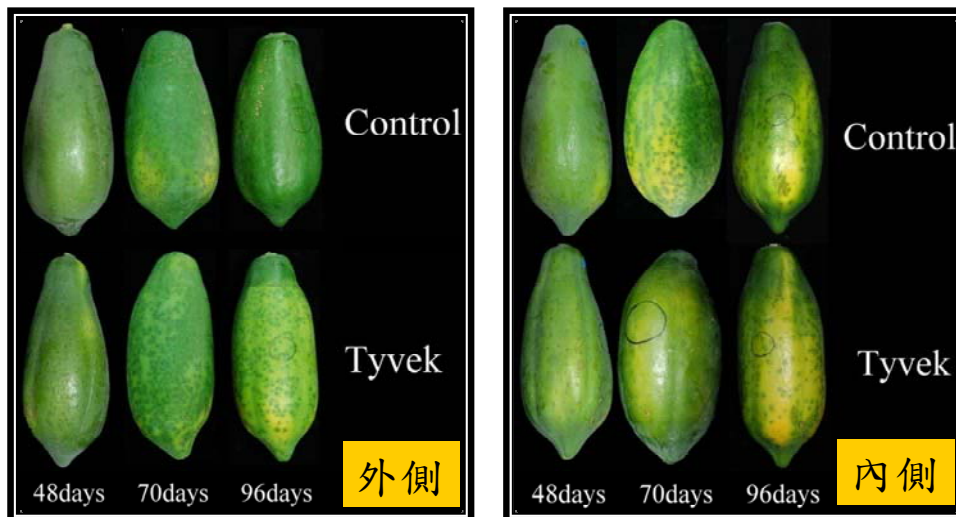 Control
Tyvek
外側
48days 70days 96days
Control
Tyvek
內側
48days 70days 96days